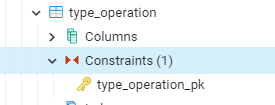 type_operation
Columns
Constraints (1)
type_operation_pk